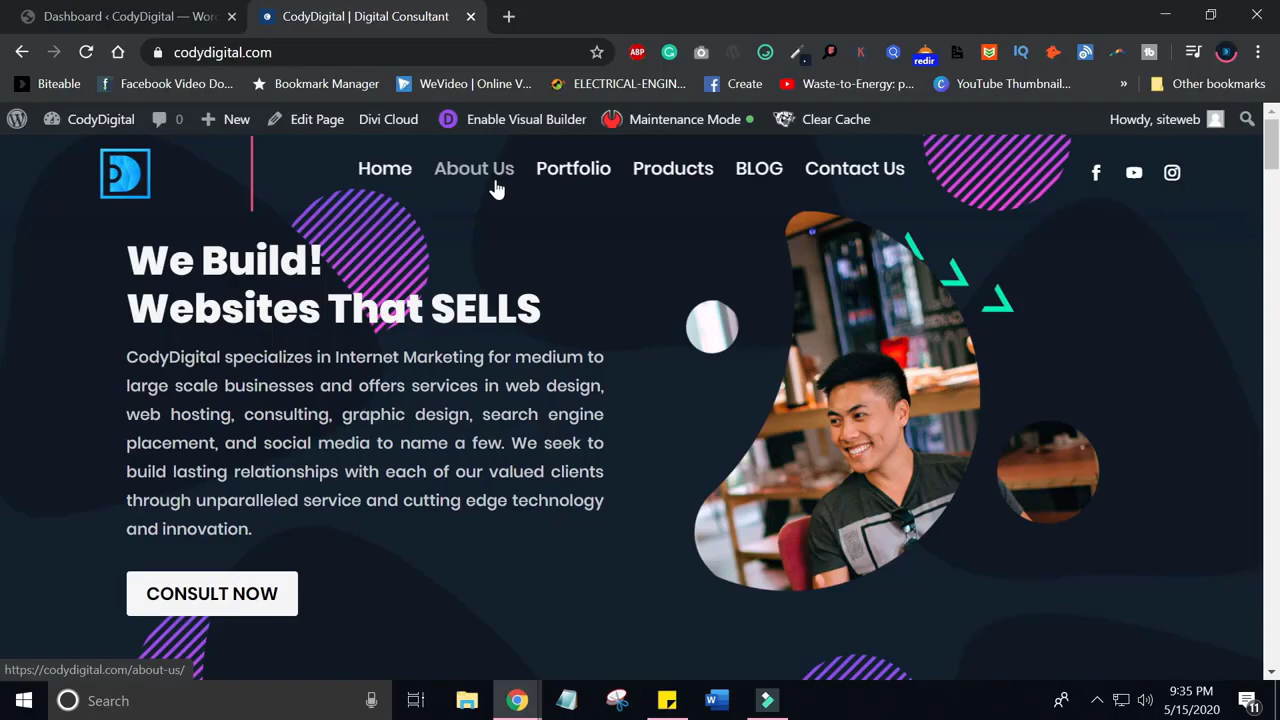 Dashboard ‹ CodyDigital — Wor
CodyDigital | Digital Consultant
codydigital.com
ABP
redir
Biteable
Facebook Video Do...
Bookmark Manager
WeVideo | Online V...
ELECTRICAL-ENGIN...
Create
Waste-to-Energy: p...
YouTube Thumbnail...
»
Other bookmarks
CodyDigital
0
New
Edit Page
Divi Cloud
Enable Visual Builder
Maintenance Mode
Clear Cache
Howdy, siteweb
Home
About Us
Portfolio
Products
BLOG
Contact Us
We Build!
Websites That SELLS
CodyDigital specializes in Internet Marketing for medium to
large scale businesses and offers services in web design,
web hosting, consulting, graphic design, search engine
placement, and social media to name a few. We seek to
build lasting relationships with each of our valued clients
through unparalleled service and cutting edge technology
and innovation.
CONSULT NOW
https://codydigital.com/about-us/
Search
9:35 PM
5/15/2020
11